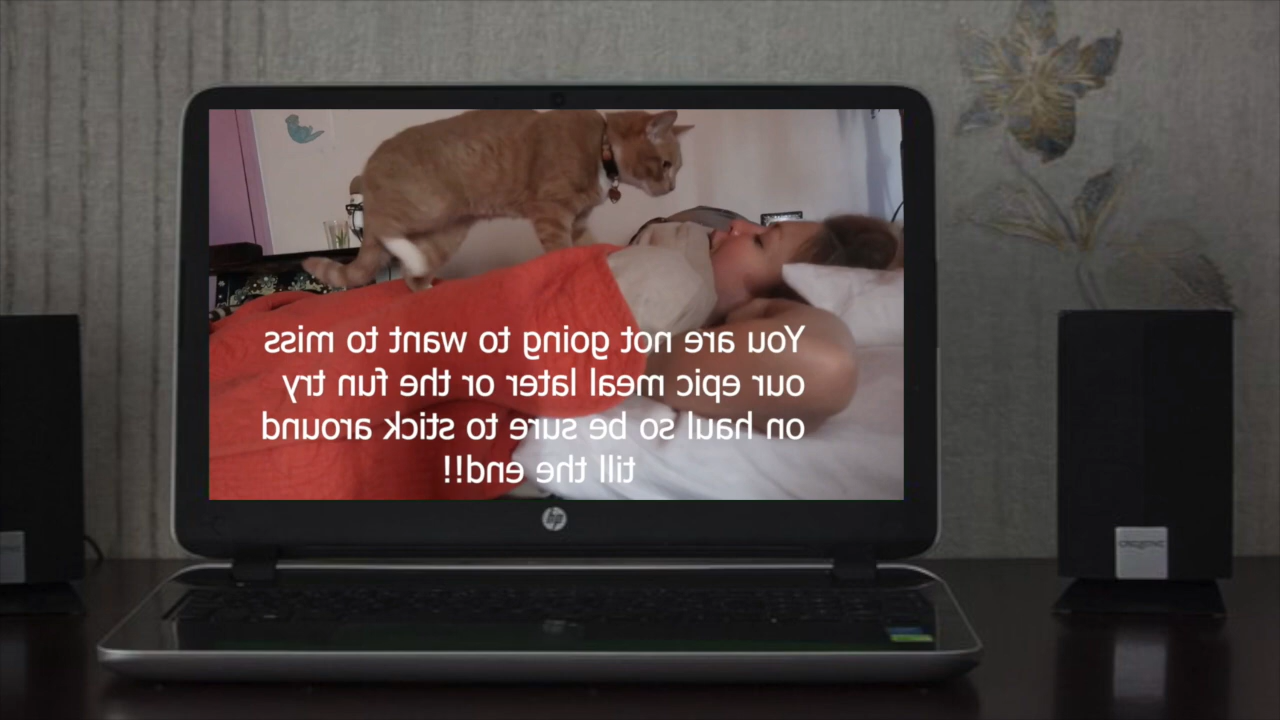 You are not going to want to miss
our epic meal later or the fun try
on haul so be sure to stick around
till the end!!
hp